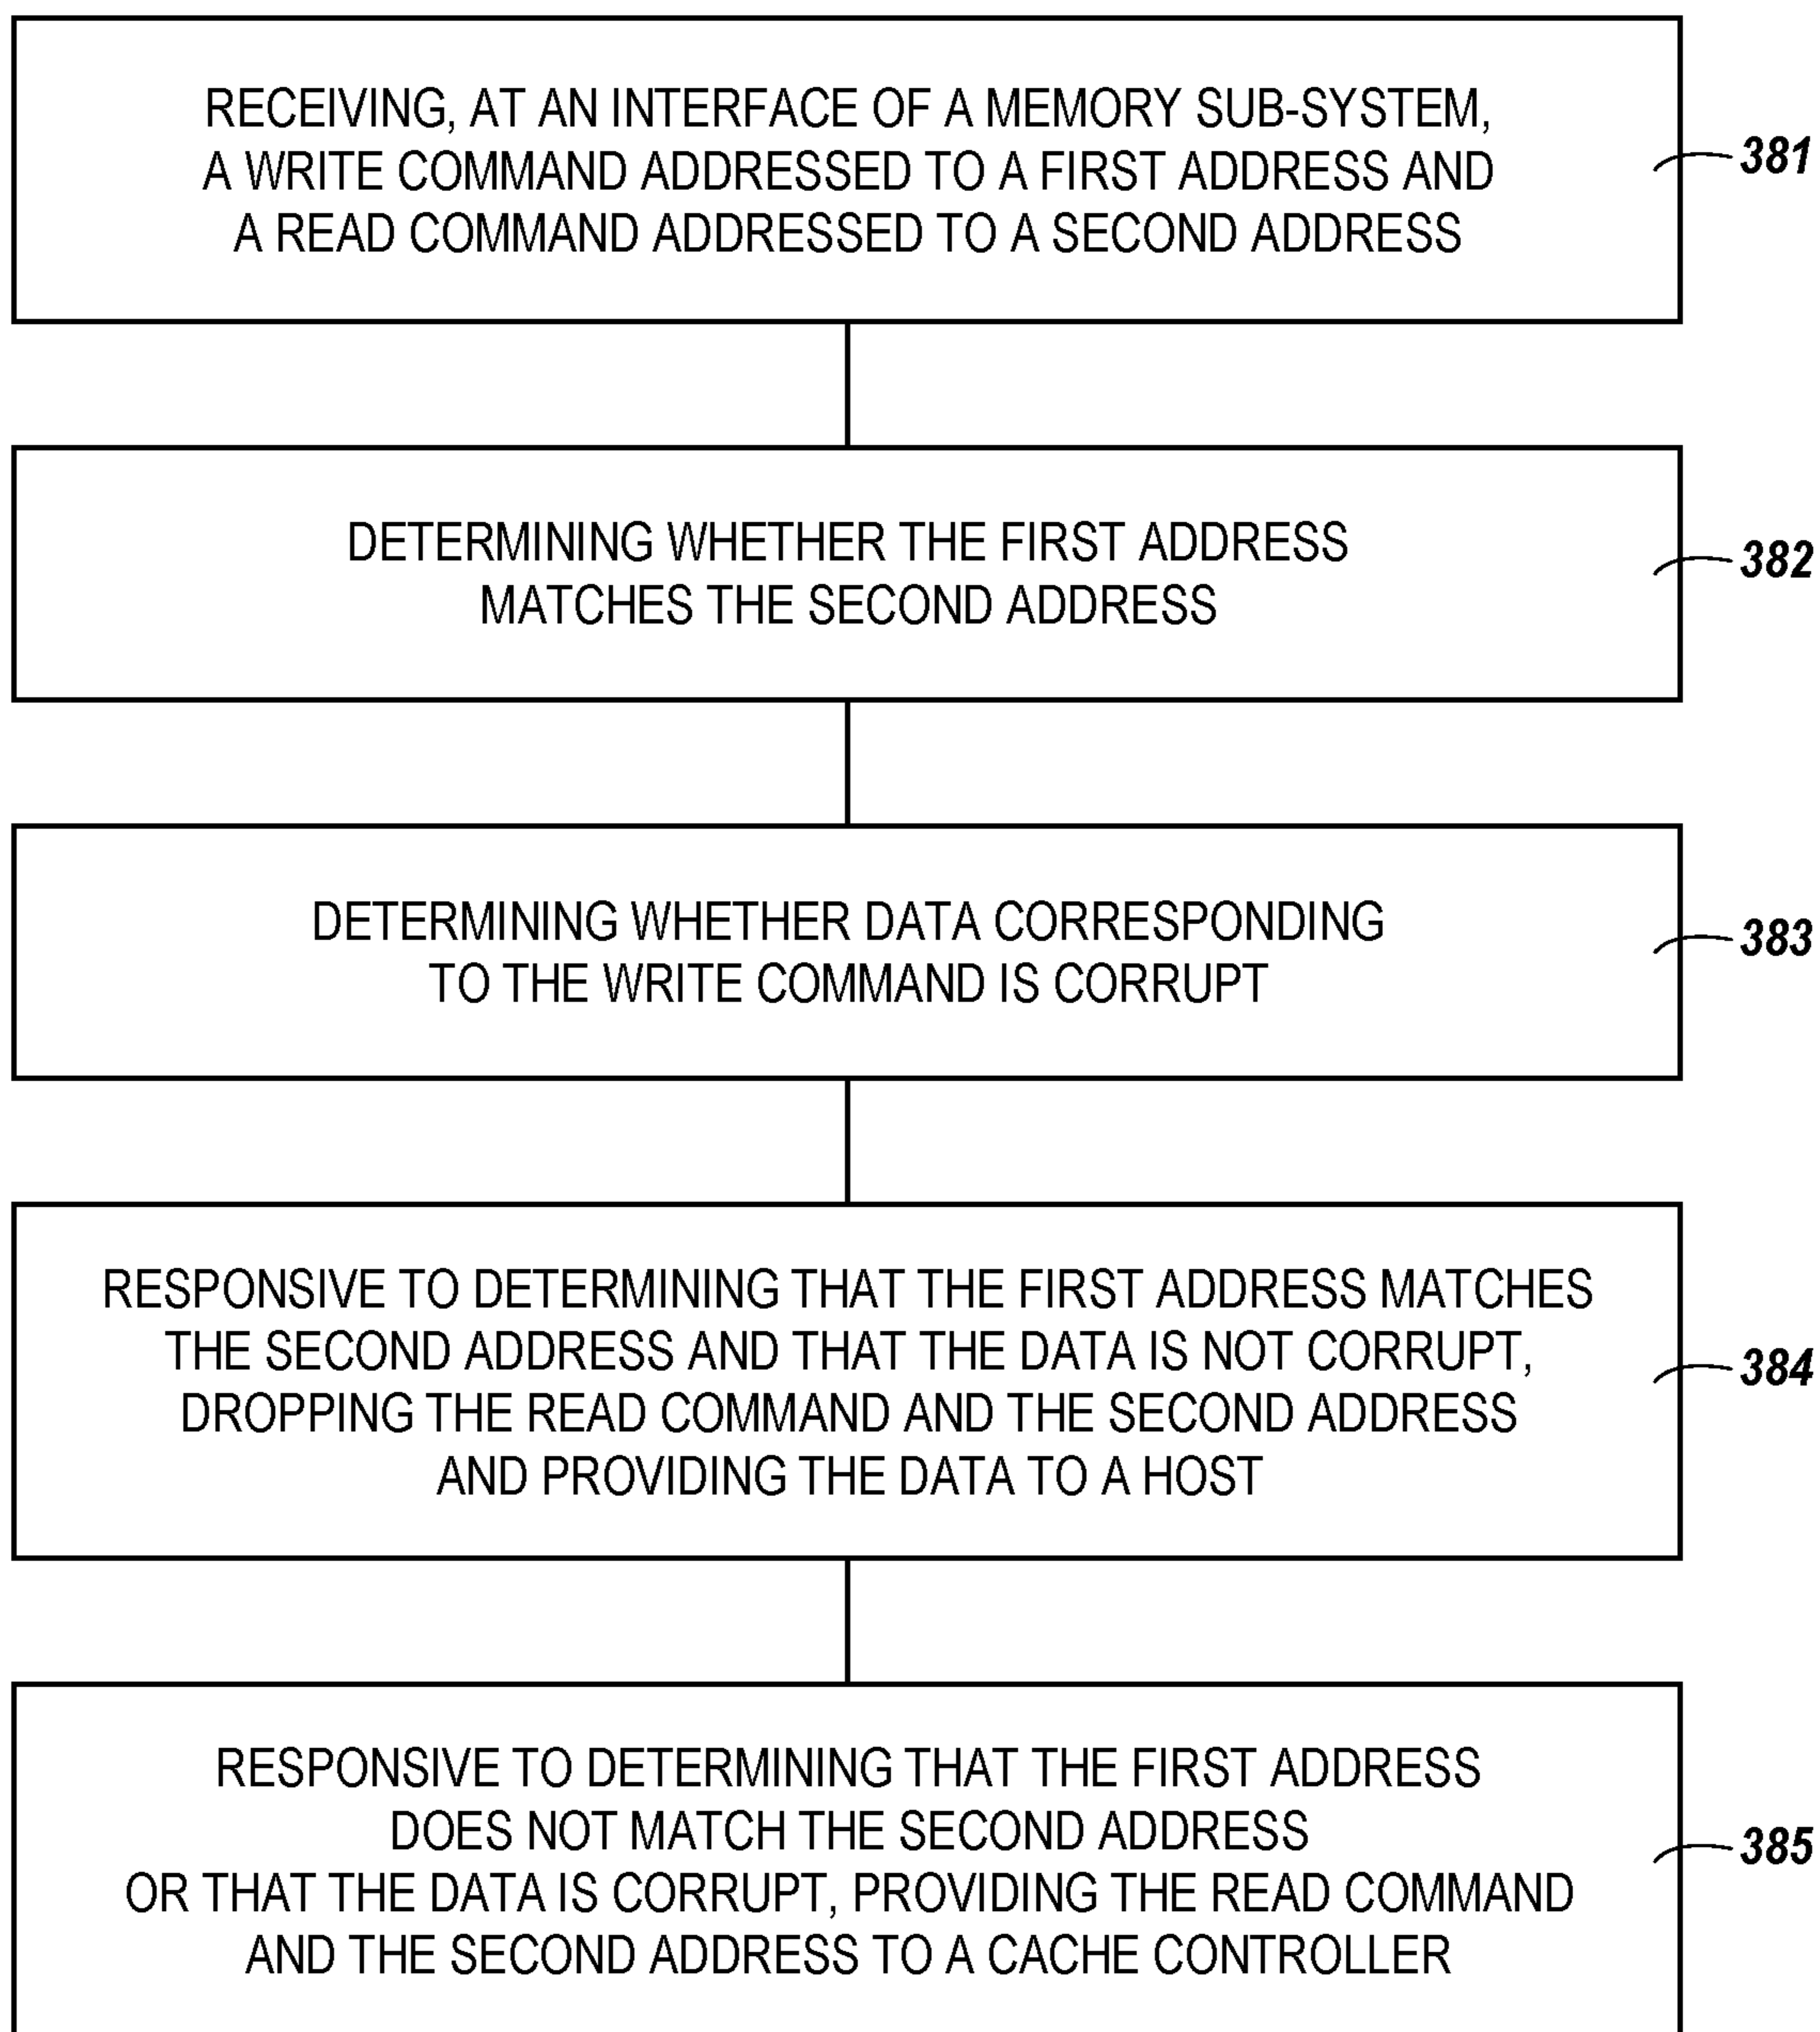 RECEIVING, AT AN INTERFACE OF A MEMORY SUB-SYSTEM,
A WRITE COMMAND ADDRESSED TO A FIRST ADDRESS AND
A READ COMMAND ADDRESSED TO A SECOND ADDRESS
381
DETERMINING WHETHER THE FIRST ADDRESS
MATCHES THE SECOND ADDRESS
382
DETERMINING WHETHER DATA CORRESPONDING
TO THE WRITE COMMAND IS CORRUPT
383
RESPONSIVE TO DETERMINING THAT THE FIRST ADDRESS MATCHES
THE SECOND ADDRESS AND THAT THE DATA IS NOT CORRUPT,
DROPPING THE READ COMMAND AND THE SECOND ADDRESS
AND PROVIDING THE DATA TO A HOST
384
RESPONSIVE TO DETERMINING THAT THE FIRST ADDRESS
DOES NOT MATCH THE SECOND ADDRESS
OR THAT THE DATA IS CORRUPT, PROVIDING THE READ COMMAND
AND THE SECOND ADDRESS TO A CACHE CONTROLLER
385